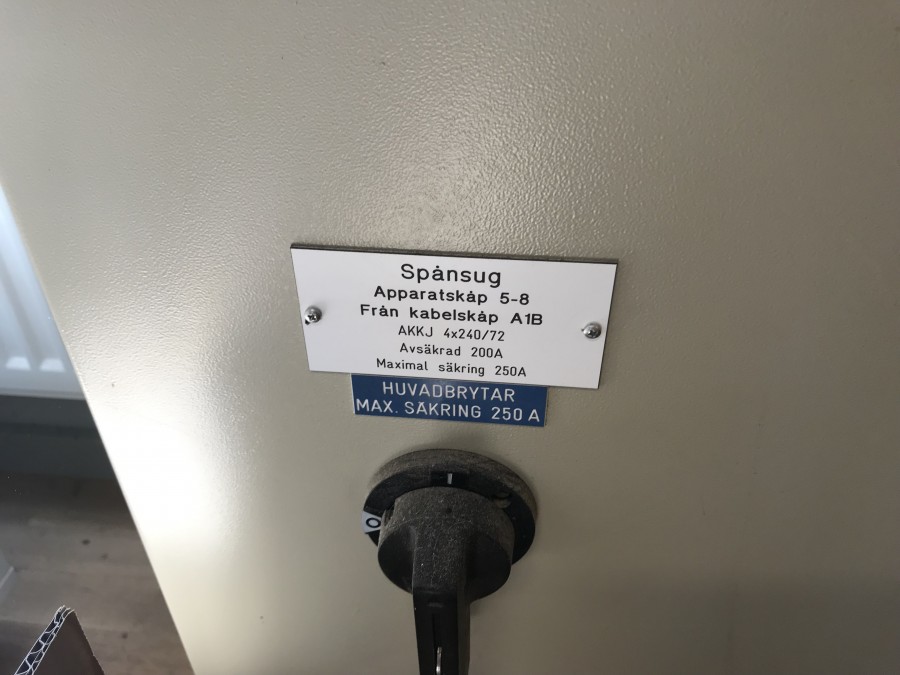 Spånsug
Apparatskåp 5-8
Från kabelskåp A1B
AKKJ 4x240/72
Avsäkrad 200A
Maximal säkring 250A
HUVADBRYTAR
MAX. SÄKRING 250 A
I
O